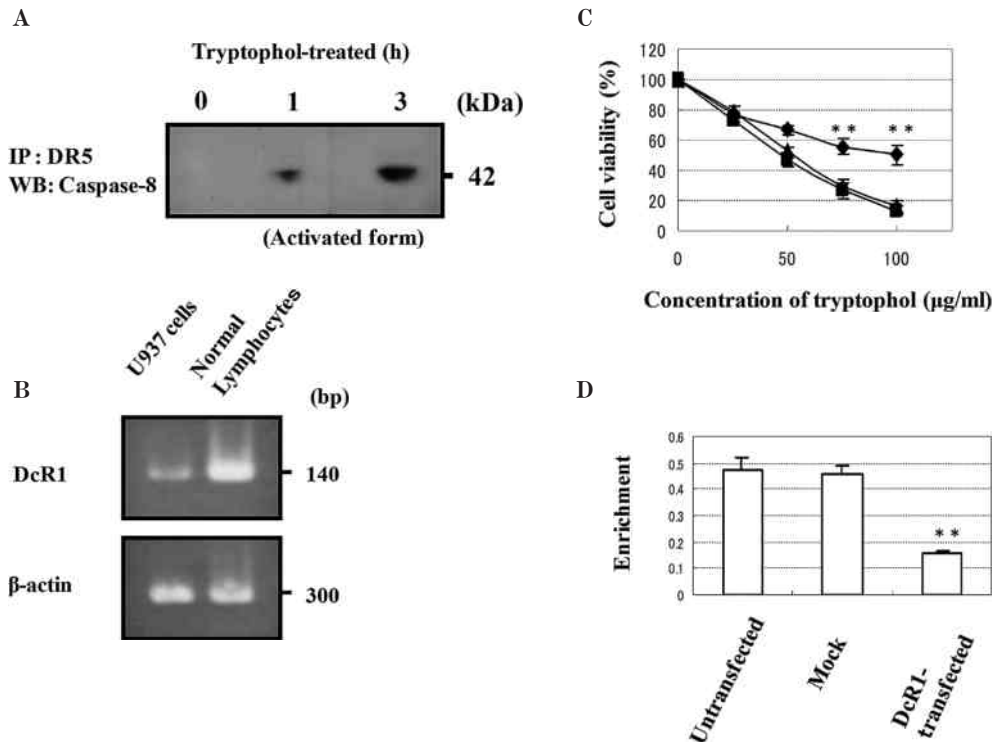 A
Tryptophol-treated (h)
0 1 3 (kDa)
IP : DR5
WB: Caspase-8
42
(Activated form)
B
U937 cells
Normal
Lymphocytes
(bp)
DcR1
140
β-actin
300
C
Cell viability (%)
120
100
80
60
40
20
0
** **
0 50 100
Concentration of tryptophol (μg/ml)
D
Enrichment
0.6
0.5
0.4
0.3
0.2
0.1
0
**
Untransfected
Mock
DcR1-
transfected